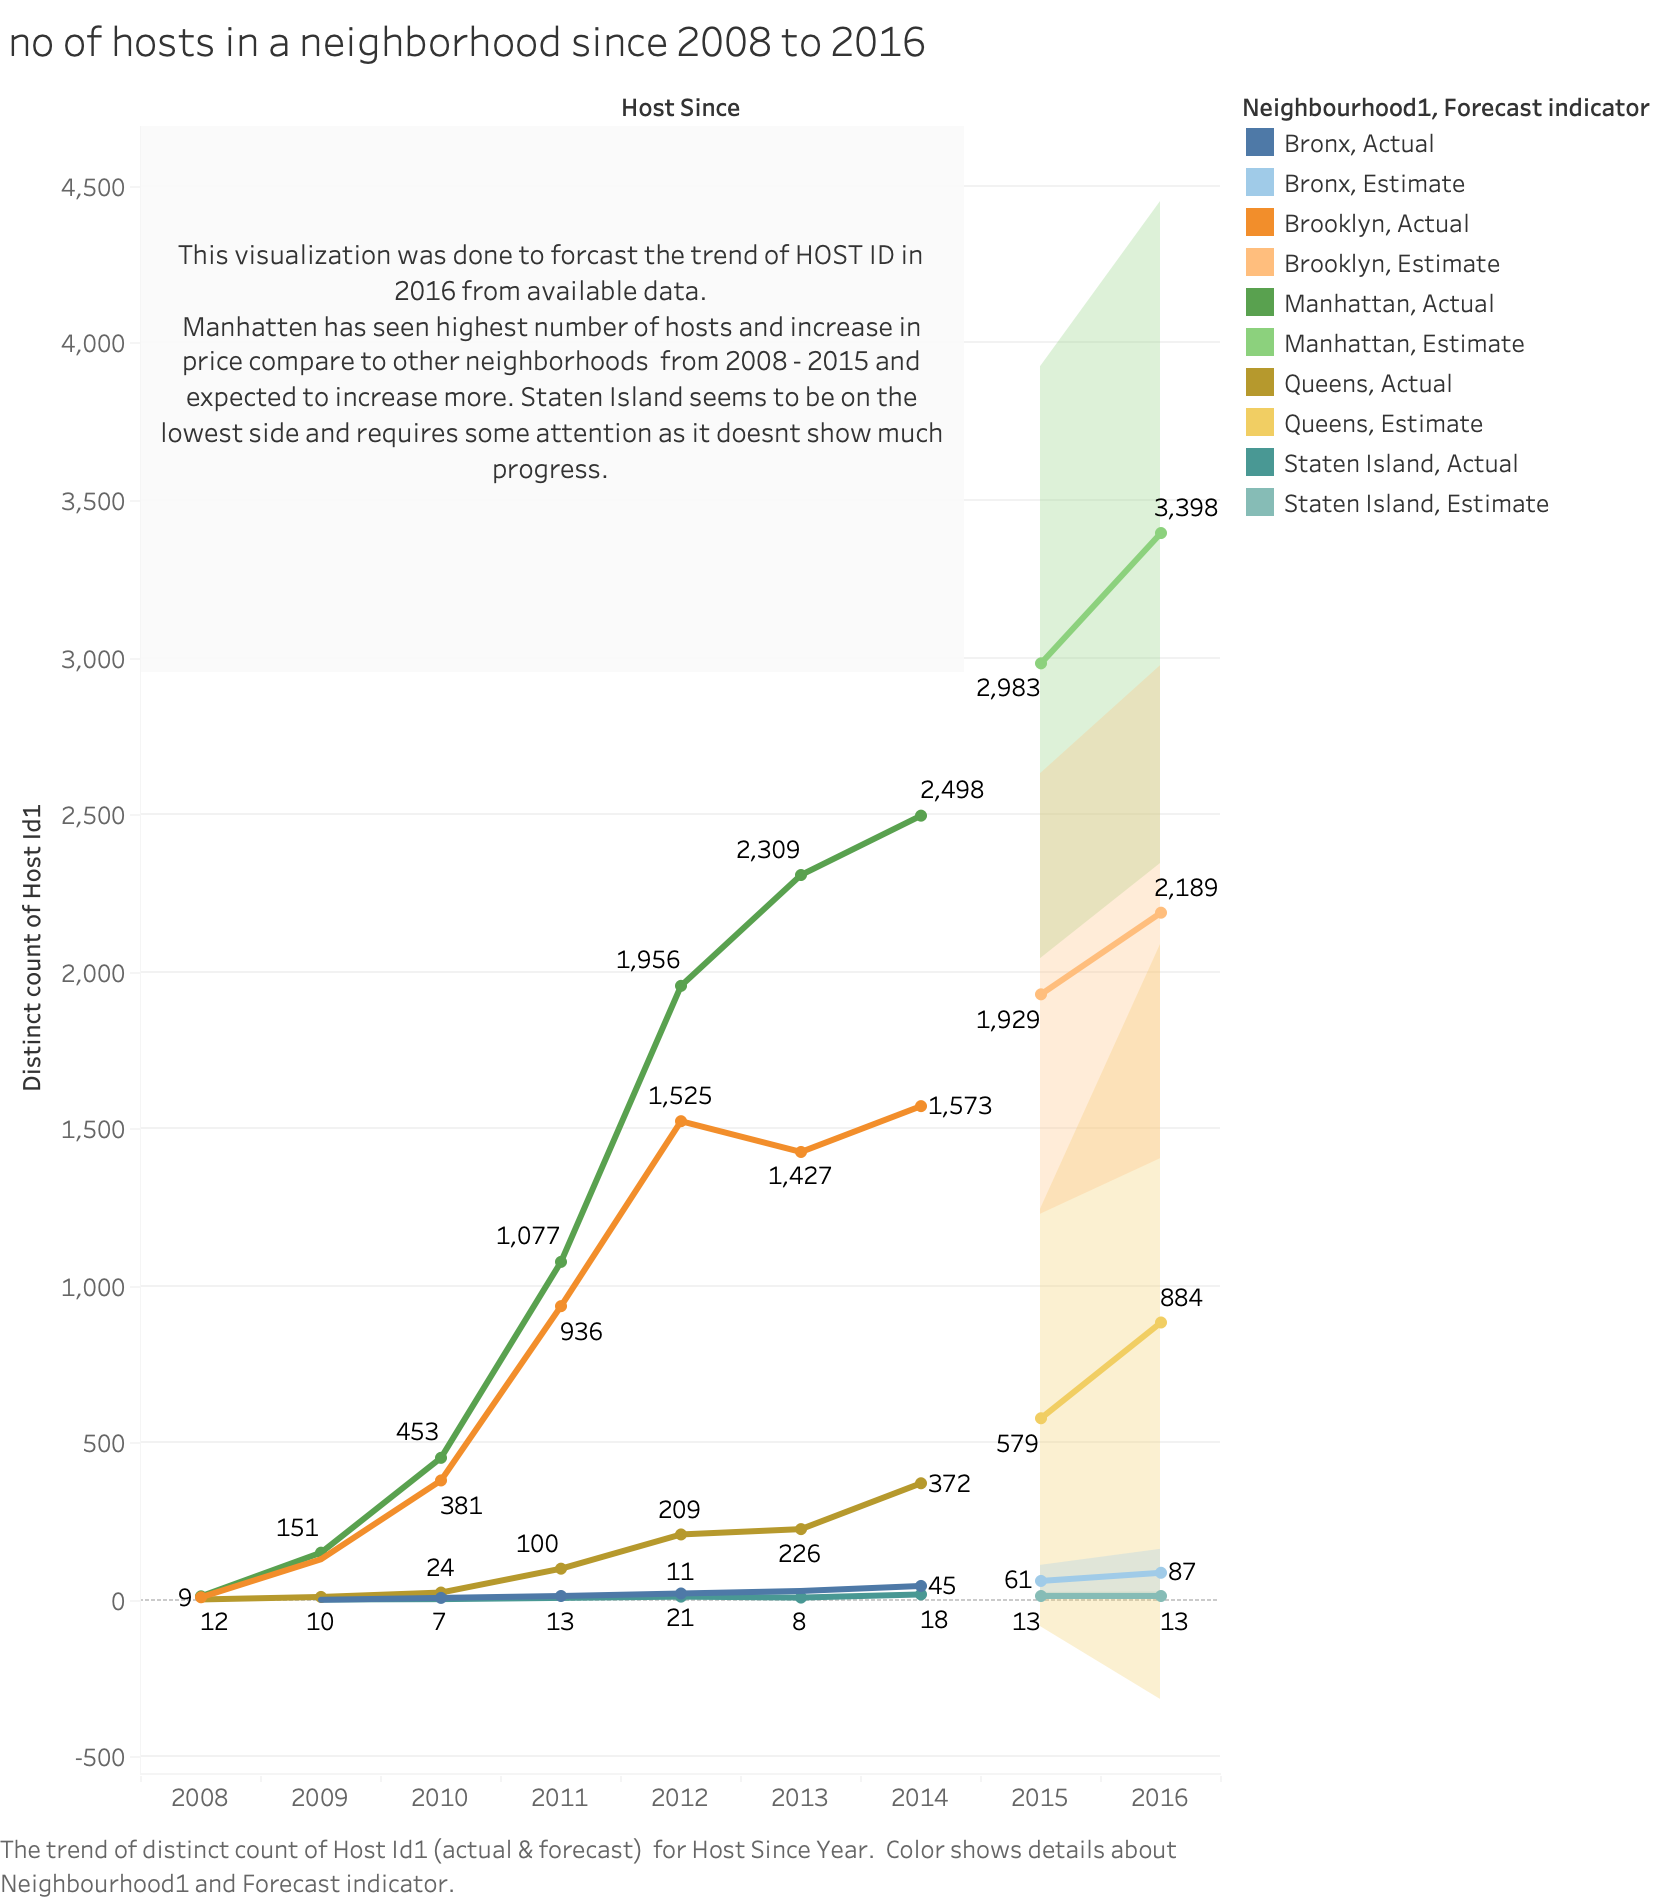 no of hosts in a neighborhood since 2008 to 2016
Host Since
Neighbourhood1, Forecast indicator
Bronx, Actual
Bronx, Estimate
Brooklyn, Actual
Brooklyn, Estimate
Manhattan, Actual
Manhattan, Estimate
Queens, Actual
Queens, Estimate
Staten Island, Actual
Staten Island, Estimate
This visualization was done to forcast the trend of HOST ID in
2016 from available data.
Manhatten has seen highest number of hosts and increase in
price compare to other neighborhoods  from 2008 - 2015 and
expected to increase more. Staten Island seems to be on the
lowest side and requires some attention as it doesnt show much
progress.
Distinct count of Host Id1
4,500
4,000
3,500
3,000
2,500
2,000
1,500
1,000
500
0
-500
3,398
2,983
2,498
2,309
1,956
2,189
1,929
1,525
1,573
1,427
1,077
936
884
579
453
381
372
151
209
226
100
24
11
45
61
87
9
12
10
7
13
21
8
18
13
13
2008 2009 2010 2011 2012 2013 2014 2015 2016
The trend of distinct count of Host Id1 (actual & forecast)  for Host Since Year.  Color shows details about
Neighbourhood1 and Forecast indicator.